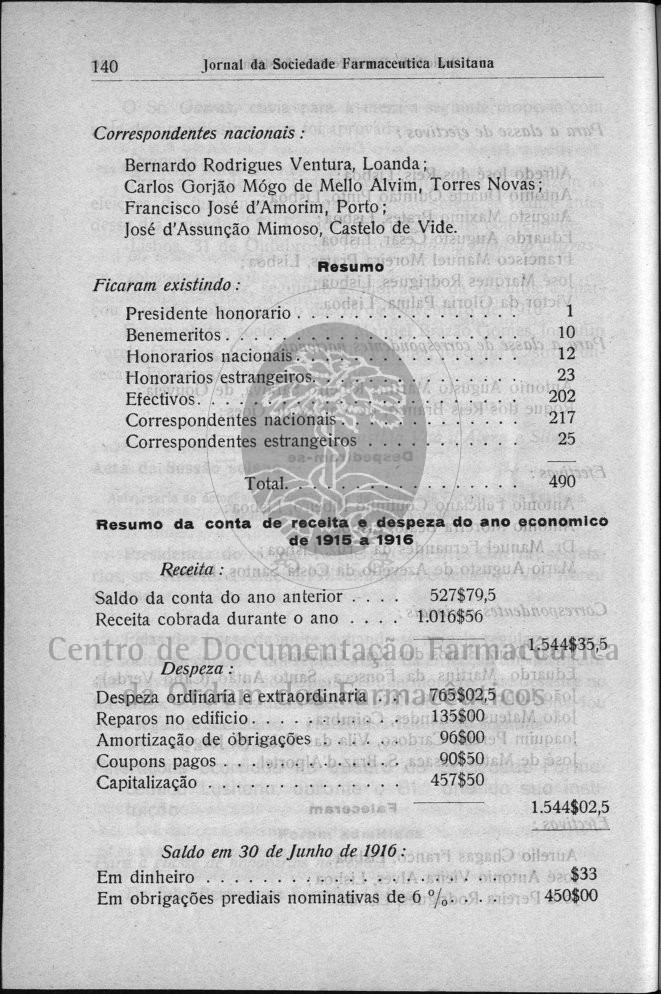 140 Jornal da Sociedade Farmaceutica Lusitana
Correspondentes nacionais :
Bernardo Rodrigues Ventura, Loanda;
Carlos Gorjão Mógo de Mello Alvim, Torres Novas;
Francisco José d'Amorim, Porto;
José d'Assunção Mimoso, Castelo de Vide.
Resumo
Ficaram existindo :
Presidente honorario . . . . . . . . . . . . . . . . 1
Benemeritos . . . . . . . . . . . . . . . . . . . . . 10
Honorarios nacionais . . . . . . . . . . . . . . . . 12
Honorarios estrangeiros . . . . . . . . . . . . . . 23
Efectivos . . . . . . . . . . . . . . . . . . . . . . 202
Correspondentes nacionais . . . . . . . . . . . . . 217
Correspondentes estrangeiros . . . . . . . . . . . 25
Total . . . . . . . . . . . . . . . . . 490
Resumo da conta de receita e despeza do ano economico
de 1915 a 1916
Receita :
Saldo da conta do ano anterior . . . . 527$79,5
Receita cobrada durante o ano . . . . 1.016$56
1.544$35,5
Centro de Documentação Farmacêutica
Despeza :
da Ordem dos Farmacêuticos
Despeza ordinaria e extraordinaria . . . 765$02,5
Reparos no edificio . . . . . . . . . . 135$00
Amortização de obrigações . . . . . . 96$00
Coupons pagos . . . . . . . . . . . . 90$50
Capitalização . . . . . . . . . . . . . 457$50
1.544$02,5
Saldo em 30 de Junho de 1916 :
Em dinheiro . . . . . . . . . . . . . . . . . . . . . $33
Em obrigações prediais nominativas de 6 % . . . . 450$00